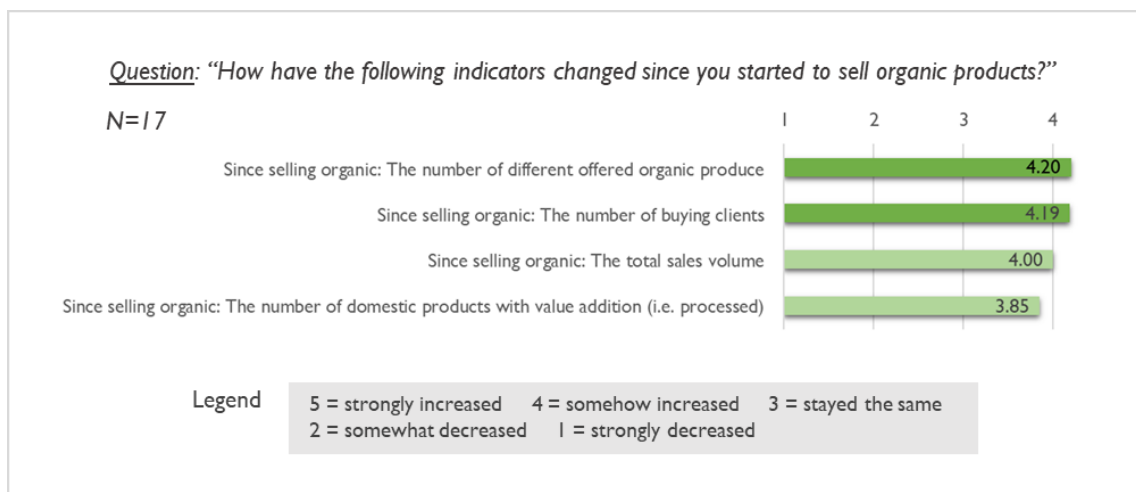 Question: “How have the following indicators changed since you started to sell organic products?”
N=17
1 2 3 4
Since selling organic: The number of different offered organic produce 4.20
Since selling organic: The number of buying clients 4.19
Since selling organic: The total sales volume 4.00
Since selling organic: The number of domestic products with value addition (i.e. processed) 3.85
Legend
5 = strongly increased 4 = somehow increased 3 = stayed the same
2 = somewhat decreased 1 = strongly decreased